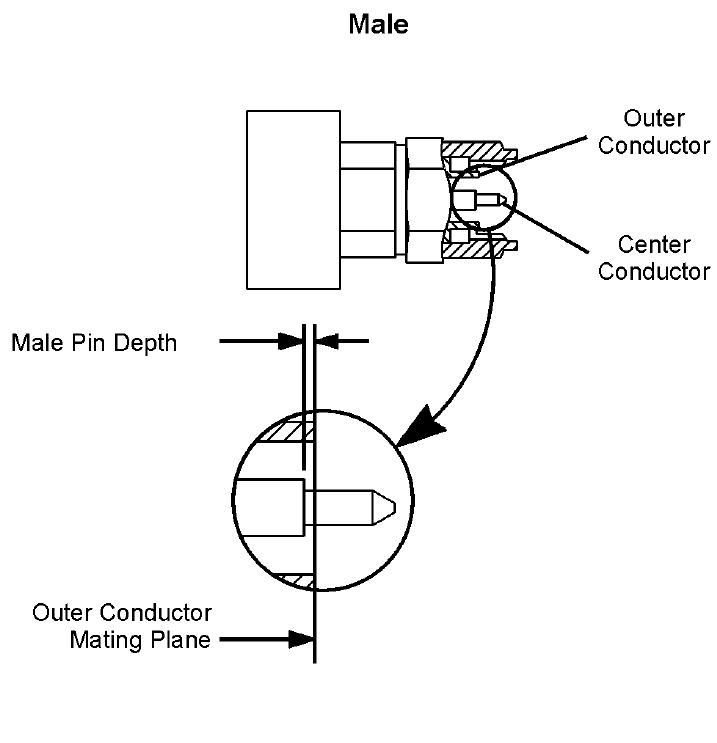 Male
Outer
Conductor
Center
Conductor
Male Pin Depth
Outer Conductor
Mating Plane